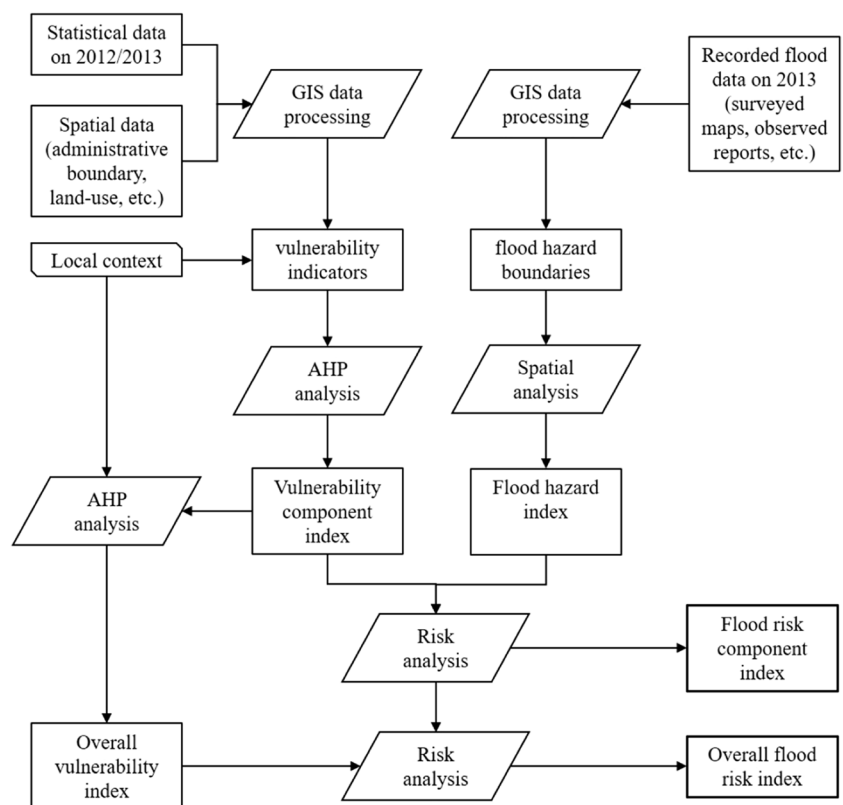 Statistical data
on 2012/2013
Spatial data
(administrative
boundary,
land-use, etc.)
GIS data
processing
GIS data
processing
Recorded flood
data on 2013
(surveyed
maps, observed
reports, etc.)
Local context
vulnerability
indicators
flood hazard
boundaries
AHP
analysis
Spatial
analysis
AHP
analysis
Vulnerability
component
index
Flood hazard
index
Risk
analysis
Flood risk
component
index
Overall
vulnerability
index
Risk
analysis
Overall flood
risk index